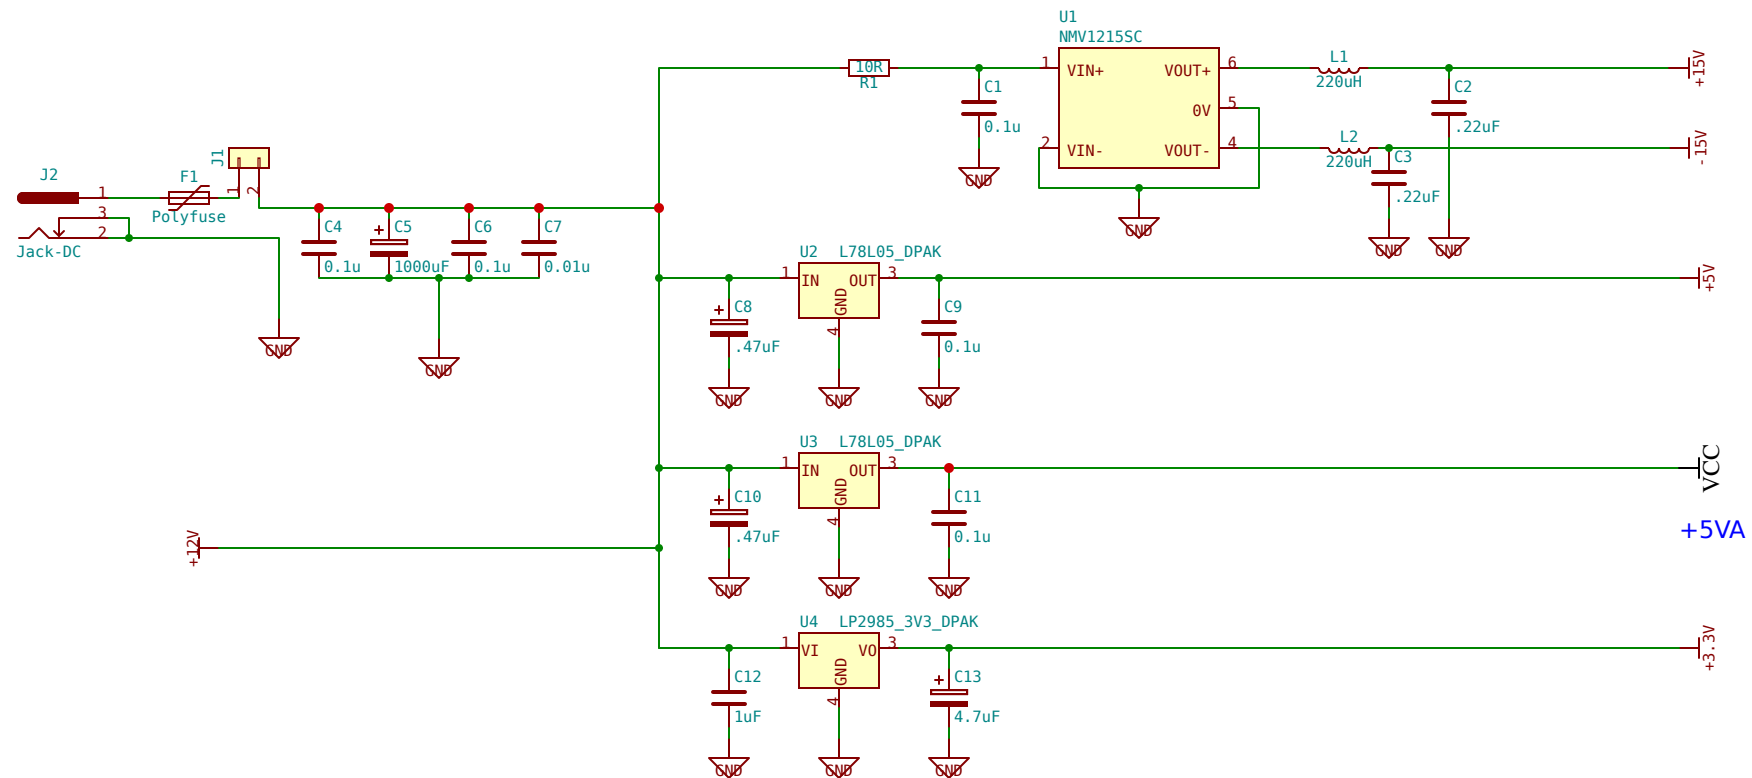 U1
NMV1215SC
1
VIN+
VOUT+
6
0V
5
2
VIN-
VOUT-
4
10R
R1
C1
0.1u
GND
GND
L1
220uH
C2
.22uF
+15V
L2
220uH
C3
.22uF
-15V
GND
GND
J2
1
3
2
Jack-DC
F1
Polyfuse
J1
1
2
C4
0.1u
C5
1000uF
C6
0.1u
C7
0.01u
GND
GND
U2 L78L05_DPAK
1
IN
OUT
3
GND
4
+
C8
.47uF
C9
0.1u
+5V
GND
GND
GND
U3 L78L05_DPAK
1
IN
OUT
3
GND
4
+
C10
.47uF
C11
0.1u
VCC
+5VA
GND
GND
GND
+12V
U4 LP2985_3V3_DPAK
1
VI
VO
3
GND
4
C12
1uF
+
C13
4.7uF
+3.3V
GND
GND
GND